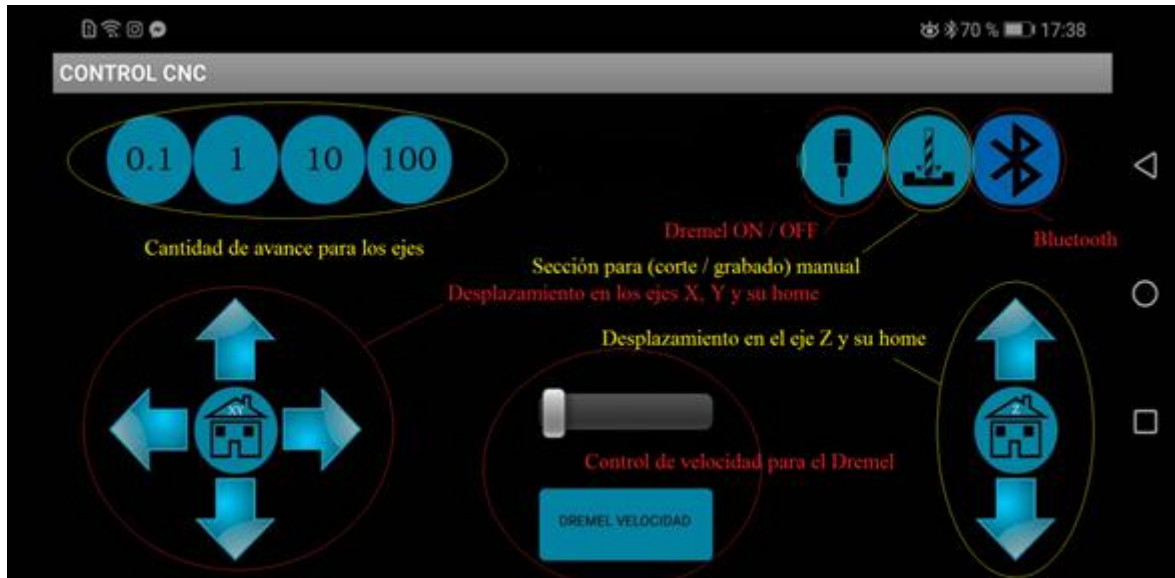 70 % 17:38
CONTROL CNC
0.1 1 10 100
Dremel ON / OFF
Bluetooth
Cantidad de avance para los ejes
Sección para (corte / grabado) manual
Desplazamiento en los ejes X, Y y su home
Desplazamiento en el eje Z y su home
XY
Z
Control de velocidad para el Dremel
DREMEL VELOCIDAD